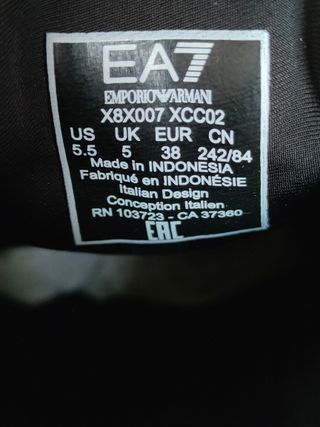 EA7
EMPORIO ARMANI
X8X007 XCC02
US UK EUR CN
5.5 5 38 242/84
Made in INDONESIA
Fabriqué en INDONÉSIE
Italian Design
Conception Italien
RN 103723 - CA 37360
EAC